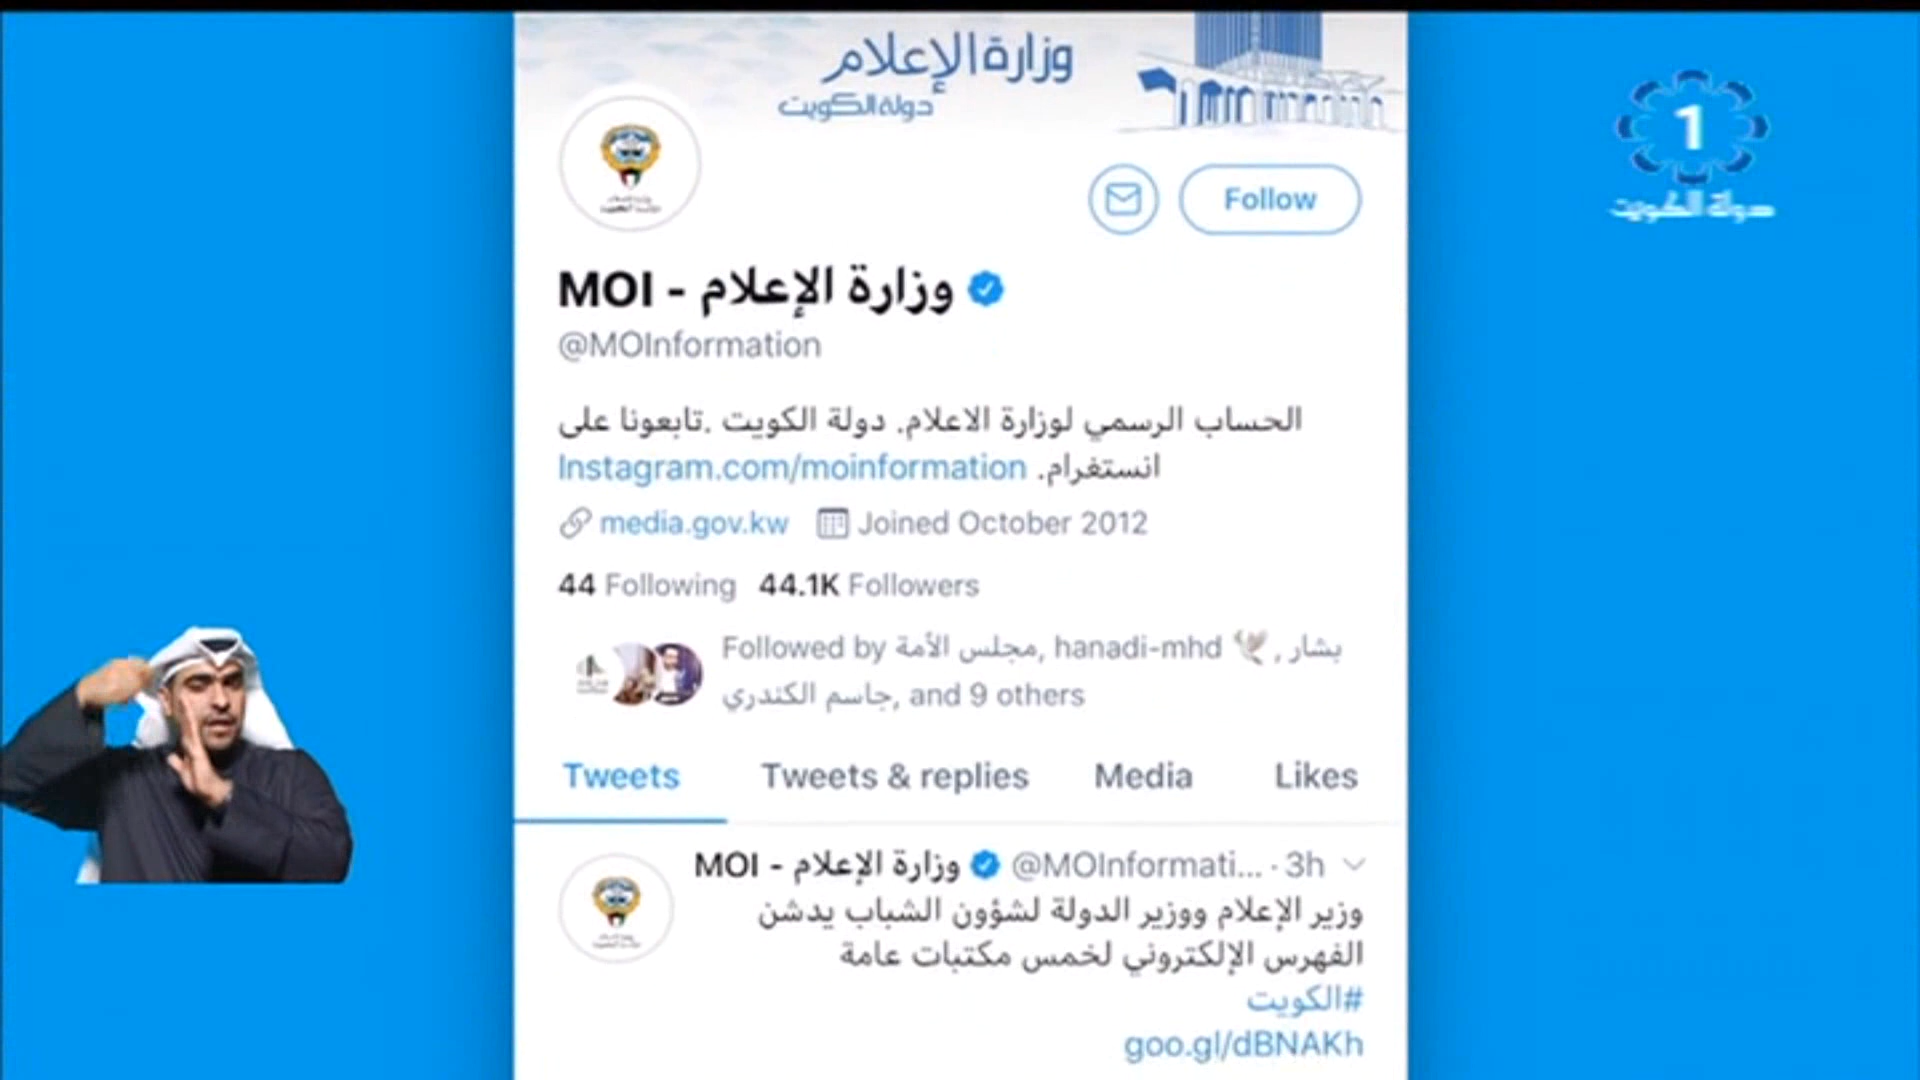 وزارة الإعلام
دولة الكويت
1
دولة الكويت
Follow
MOI - وزارة الإعلام
@MOInformation
الحساب الرسمي لوزارة الاعلام. دولة الكويت .تابعونا على
انستغرام. Instagram.com/moinformation
media.gov.kw Joined October 2012
44 Following 44.1K Followers
Followed by مجلس الأمة, hanadi-mhd 🕊, بشار
جاسم الكندري, and 9 others
Tweets Tweets & replies Media Likes
MOI - وزارة الإعلام @MOInformati... · 3h
وزير الإعلام ووزير الدولة لشؤون الشباب يدشن
الفهرس الإلكتروني لخمس مكتبات عامة
#الكويت
goo.gl/dBNAKh